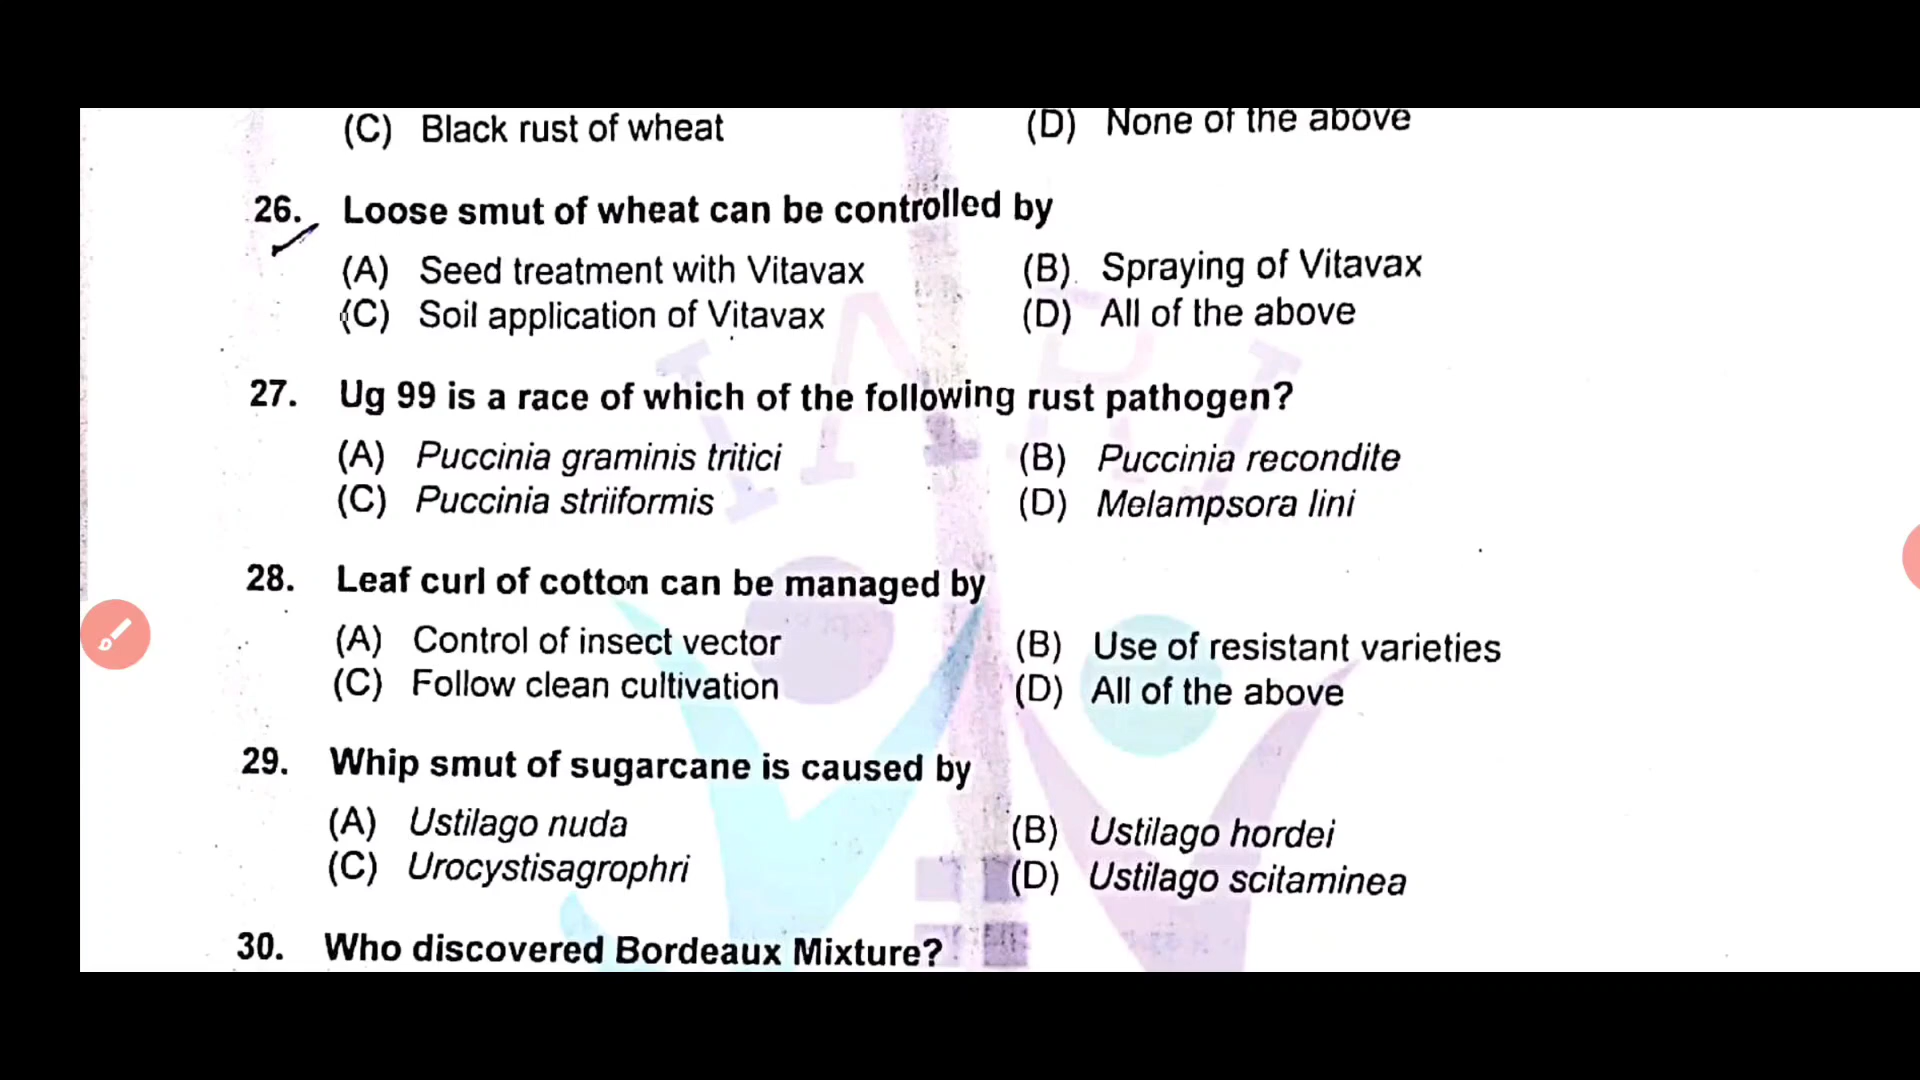 (C) Black rust of wheat (D) None of the above
26. Loose smut of wheat can be controlled by
(A) Seed treatment with Vitavax (B) Spraying of Vitavax
(C) Soil application of Vitavax (D) All of the above
27. Ug 99 is a race of which of the following rust pathogen?
(A) Puccinia graminis tritici (B) Puccinia recondite
(C) Puccinia striiformis (D) Melampsora lini
28. Leaf curl of cotton can be managed by
(A) Control of insect vector (B) Use of resistant varieties
(C) Follow clean cultivation (D) All of the above
29. Whip smut of sugarcane is caused by
(A) Ustilago nuda (B) Ustilago hordei
(C) Urocystisagrophri (D) Ustilago scitaminea
30. Who discovered Bordeaux Mixture?
IARI